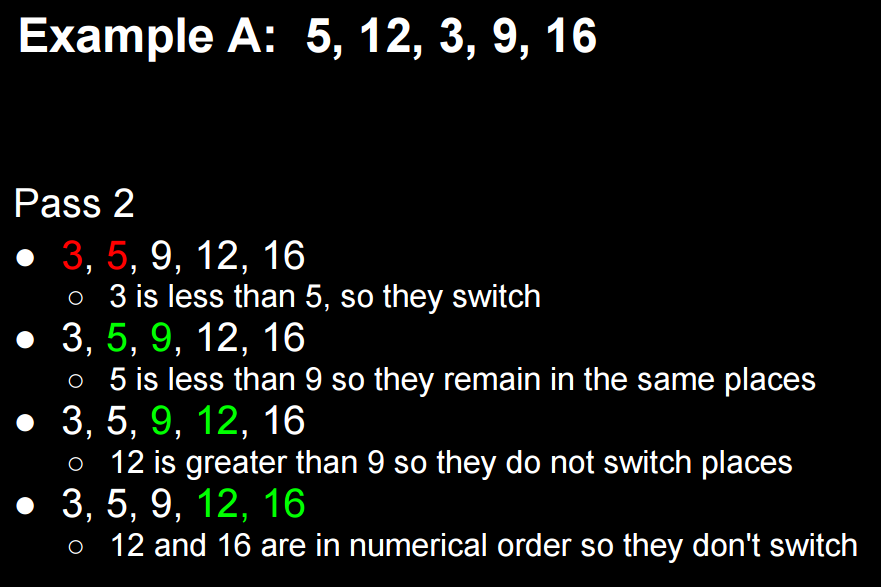 Example A: 5, 12, 3, 9, 16
Pass 2
● 3, 5, 9, 12, 16
○ 3 is less than 5, so they switch
● 3, 5, 9, 12, 16
○ 5 is less than 9 so they remain in the same places
● 3, 5, 9, 12, 16
○ 12 is greater than 9 so they do not switch places
● 3, 5, 9, 12, 16
○ 12 and 16 are in numerical order so they don't switch